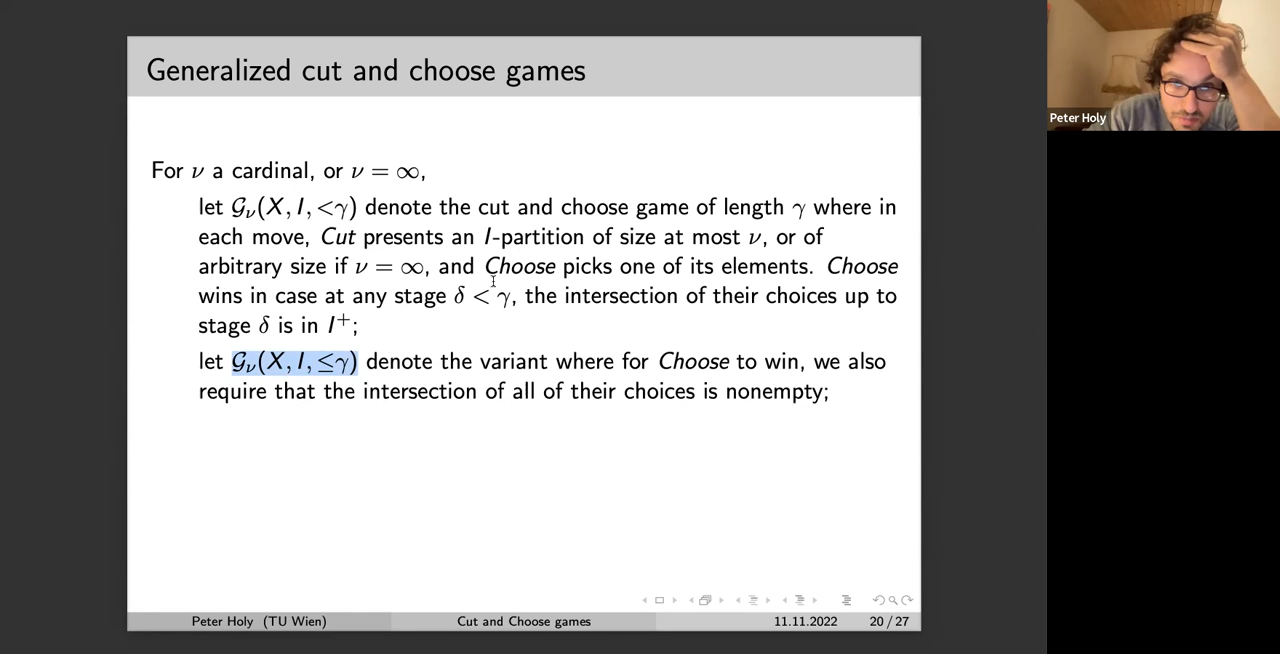 Generalized cut and choose games
Peter Holy
For ν a cardinal, or ν = ∞,
let 𝒢ν(X, I, <γ) denote the cut and choose game of length γ where in
each move, Cut presents an I-partition of size at most ν, or of
arbitrary size if ν = ∞, and Choose picks one of its elements. Choose
wins in case at any stage δ < γ, the intersection of their choices up to
stage δ is in I⁺;
let 𝒢ν(X, I, ≤γ) denote the variant where for Choose to win, we also
require that the intersection of all of their choices is nonempty;
Peter Holy (TU Wien) Cut and Choose games 11.11.2022 20 / 27